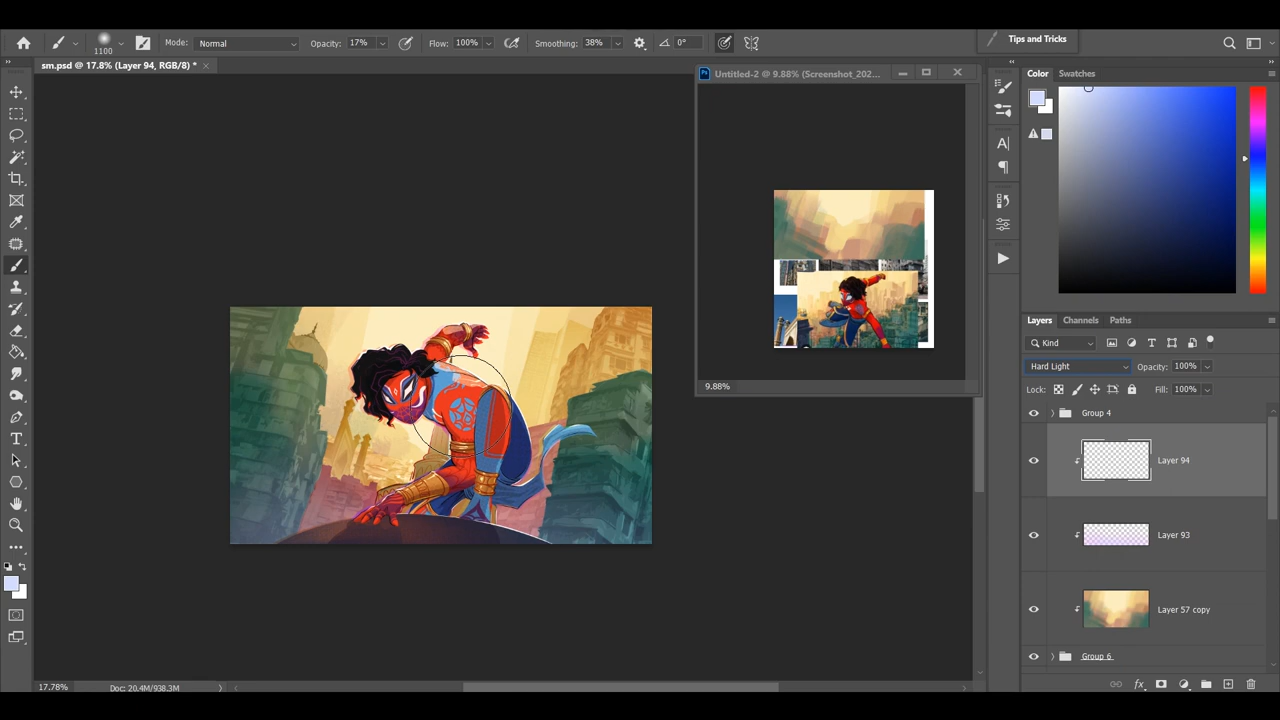 1100
Mode: Normal
Opacity: 17%
Flow: 100%
Smoothing: 38%
0°
Tips and Tricks
sm.psd @ 17.8% (Layer 94, RGB/8) *
Untitled-2 @ 9.88% (Screenshot_202...
9.88%
17.78%
Doc: 20.4M/938.3M
Color
Swatches
Layers
Channels
Paths
Kind
Hard Light
Opacity: 100%
Lock:
Fill: 100%
Group 4
Layer 94
Layer 93
Layer 57 copy
Group 6